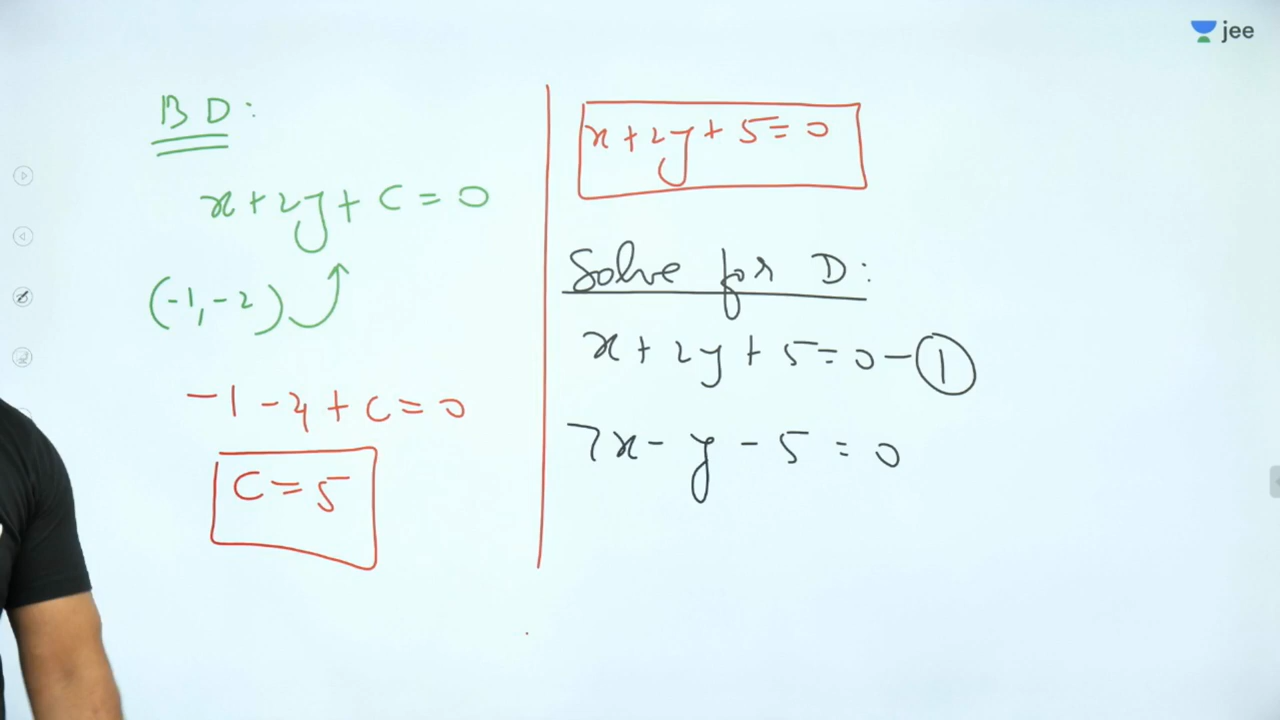 jee
B D:
x + 2y + c = 0
(-1, -2)
-1 - 4 + c = 0
c = 5
x + 2y + 5 = 0
Solve for D:
x + 2y + 5 = 0 - 1
7x - y - 5 = 0